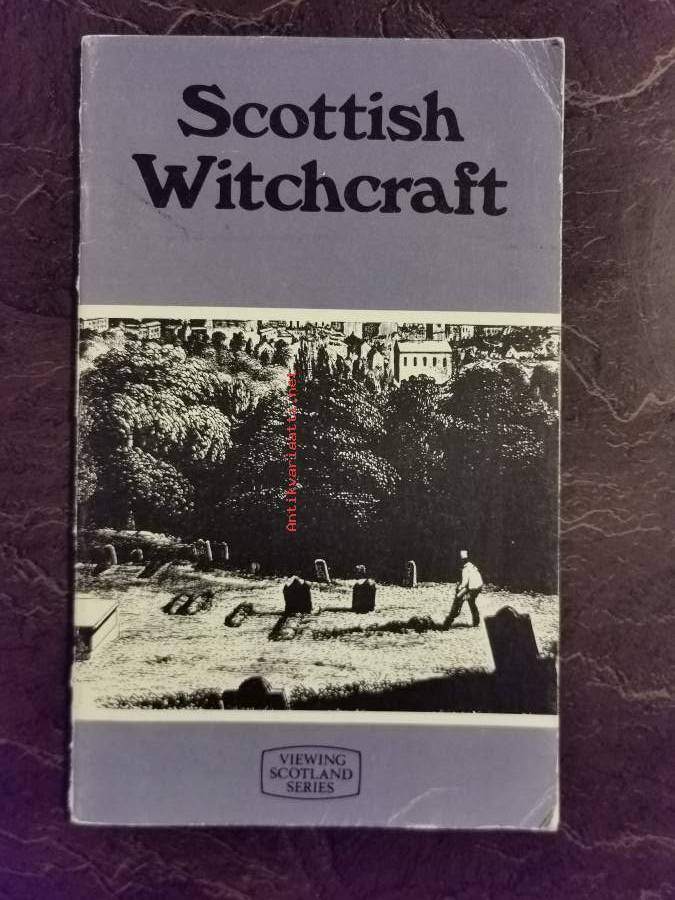 Scottish
Witchcraft
Antikvariaatti.net
VIEWING
SCOTLAND
SERIES